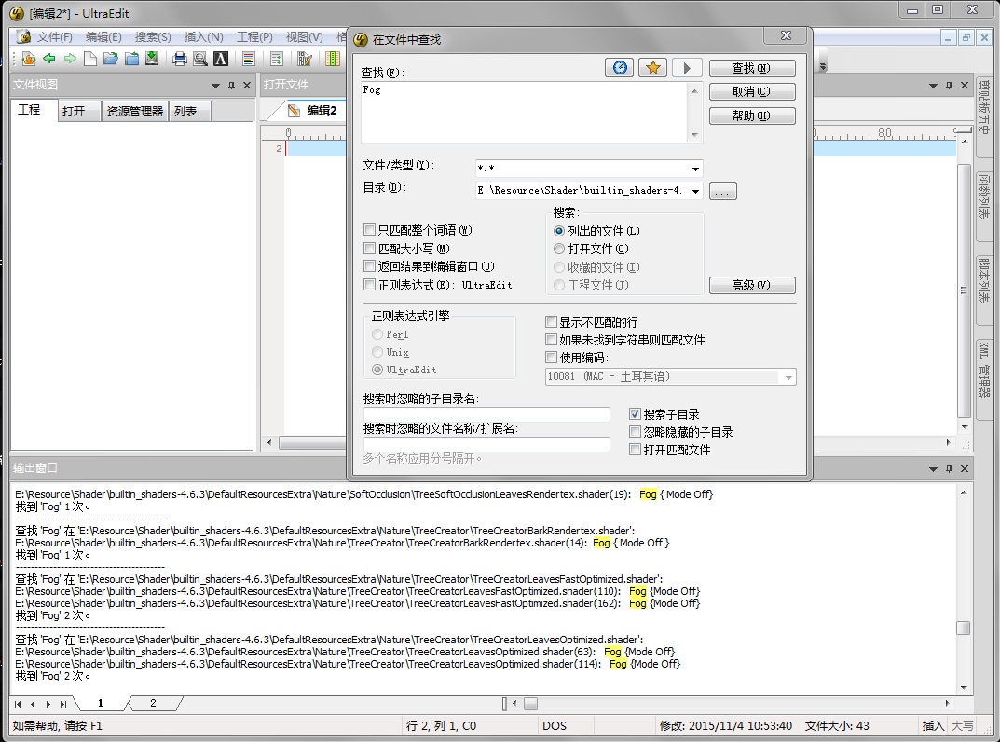 [编辑2*] - UltraEdit
文件(F) 编辑(E) 搜索(S) 插入(N) 工程(P) 视图(V) 格
文件视图
工程 打开 资源管理器 列表
打开文件
编辑2
2
80
90
剪贴板历史
函数列表
脚本列表
XML 管理器
在文件中查找
查找(F):
Fog
查找(N)
取消(C)
帮助(H)
文件/类型(Y):
*.*
目录(D):
E:\Resource\Shader\builtin_shaders-4.
...
只匹配整个词语(W)
匹配大小写(M)
返回结果到编辑窗口(U)
正则表达式(E): UltraEdit
搜索:
列出的文件(L)
打开文件(O)
收藏的文件(I)
工程文件(J)
高级(V)
正则表达式引擎
Perl
Unix
UltraEdit
显示不匹配的行
如果未找到字符串则匹配文件
使用编码:
10081 (MAC - 土耳其语)
搜索时忽略的子目录名:
搜索时忽略的文件名称/扩展名:
多个名称应用分号隔开。
搜索子目录
忽略隐藏的子目录
打开匹配文件
输出窗口
E:\Resource\Shader\builtin_shaders-4.6.3\DefaultResourcesExtra\Nature\SoftOcclusion\TreeSoftOcclusionLeavesRendertex.shader(19): Fog { Mode Off}
找到 'Fog' 1 次。
----------------------------------------
查找 'Fog' 在 'E:\Resource\Shader\builtin_shaders-4.6.3\DefaultResourcesExtra\Nature\TreeCreator\TreeCreatorBarkRendertex.shader':
E:\Resource\Shader\builtin_shaders-4.6.3\DefaultResourcesExtra\Nature\TreeCreator\TreeCreatorBarkRendertex.shader(14): Fog { Mode Off }
找到 'Fog' 1 次。
----------------------------------------
查找 'Fog' 在 'E:\Resource\Shader\builtin_shaders-4.6.3\DefaultResourcesExtra\Nature\TreeCreator\TreeCreatorLeavesFastOptimized.shader':
E:\Resource\Shader\builtin_shaders-4.6.3\DefaultResourcesExtra\Nature\TreeCreator\TreeCreatorLeavesFastOptimized.shader(110): Fog {Mode Off}
E:\Resource\Shader\builtin_shaders-4.6.3\DefaultResourcesExtra\Nature\TreeCreator\TreeCreatorLeavesFastOptimized.shader(162): Fog {Mode Off}
找到 'Fog' 2 次。
----------------------------------------
查找 'Fog' 在 'E:\Resource\Shader\builtin_shaders-4.6.3\DefaultResourcesExtra\Nature\TreeCreator\TreeCreatorLeavesOptimized.shader':
E:\Resource\Shader\builtin_shaders-4.6.3\DefaultResourcesExtra\Nature\TreeCreator\TreeCreatorLeavesOptimized.shader(63): Fog {Mode Off}
E:\Resource\Shader\builtin_shaders-4.6.3\DefaultResourcesExtra\Nature\TreeCreator\TreeCreatorLeavesOptimized.shader(114): Fog {Mode Off}
找到 'Fog' 2 次。
1 2
如需帮助, 请按 F1
行 2, 列 1, C0
DOS
修改: 2015/11/4 10:53:40
文件大小: 43
插入
大写